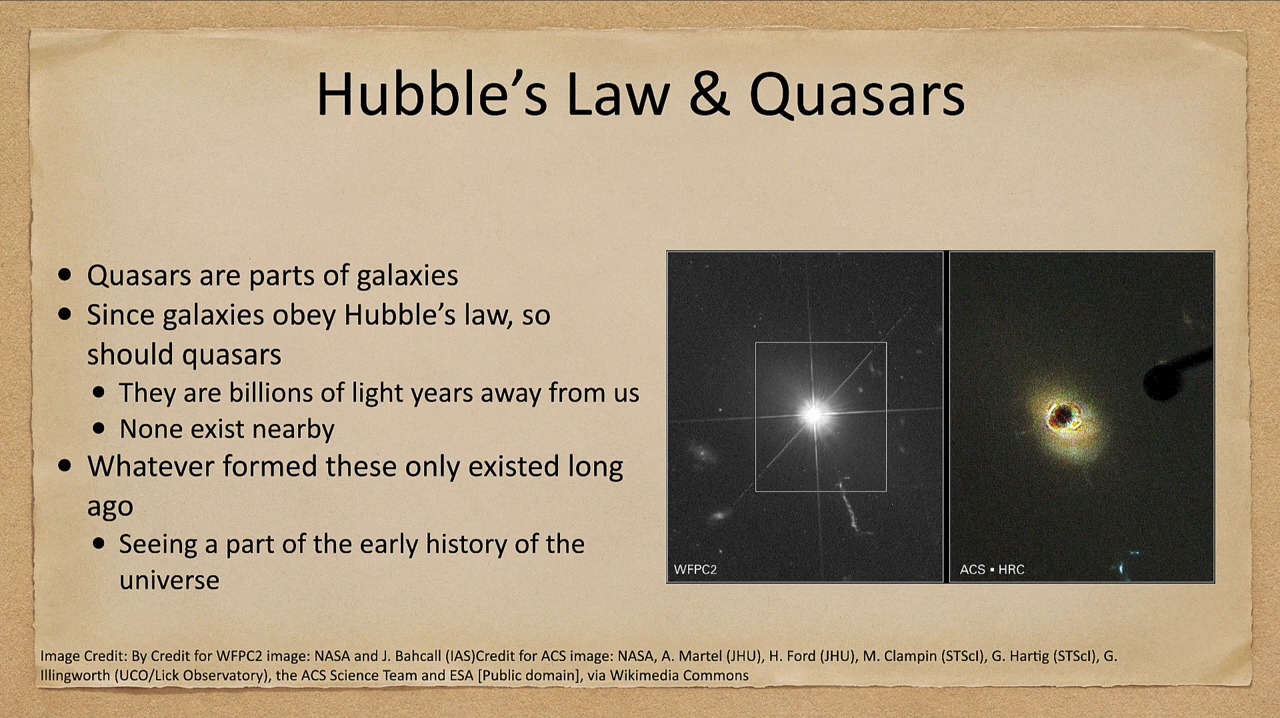 Hubble's Law & Quasars
• Quasars are parts of galaxies
• Since galaxies obey Hubble's law, so
should quasars
• They are billions of light years away from us
• None exist nearby
• Whatever formed these only existed long
ago
• Seeing a part of the early history of the
universe
WFPC2
ACS • HRC
Image Credit: By Credit for WFPC2 image: NASA and J. Bahcall (IAS)Credit for ACS image: NASA, A. Martel (JHU), H. Ford (JHU), M. Clampin (STScI), G. Hartig (STScI), G.
Illingworth (UCO/Lick Observatory), the ACS Science Team and ESA [Public domain], via Wikimedia Commons